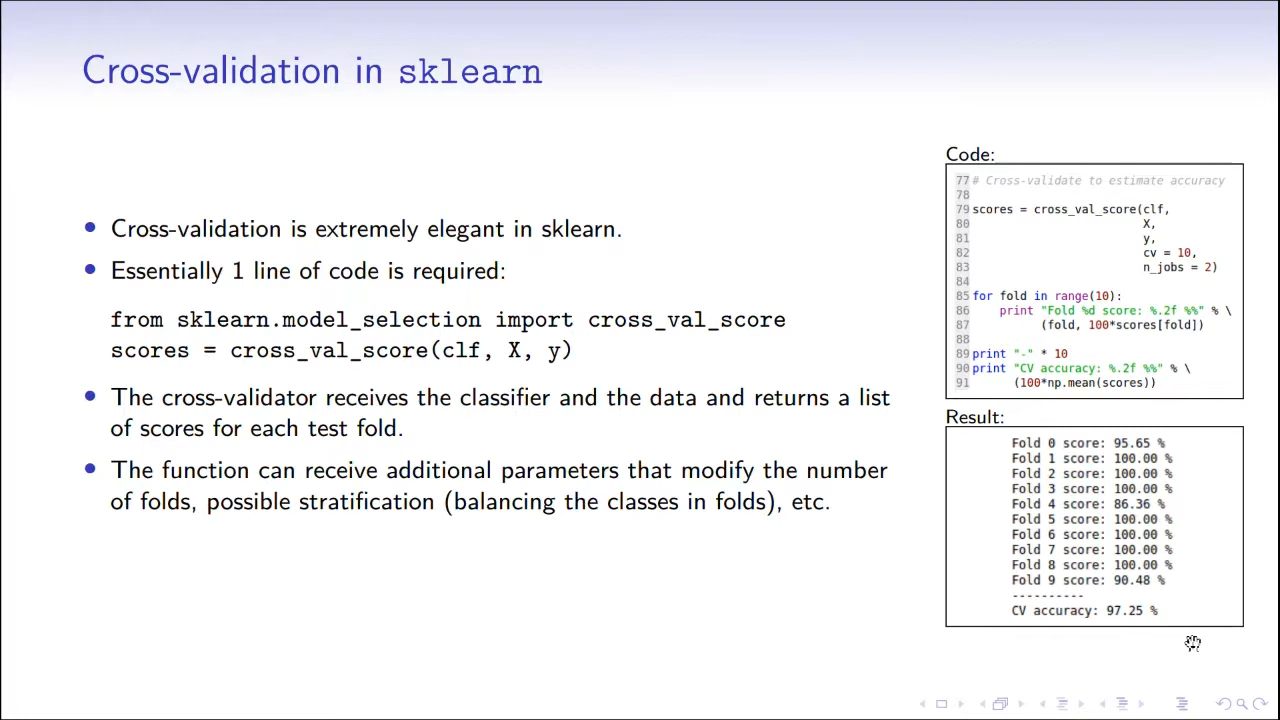 Cross-validation in sklearn
Cross-validation is extremely elegant in sklearn.
Essentially 1 line of code is required:
from sklearn.model_selection import cross_val_score
scores = cross_val_score(clf, X, y)
The cross-validator receives the classifier and the data and returns a list
of scores for each test fold.
The function can receive additional parameters that modify the number
of folds, possible stratification (balancing the classes in folds), etc.
Code:
77 # Cross-validate to estimate accuracy
78
79 scores = cross_val_score(clf,
80 X,
81 y,
82 cv = 10,
83 n_jobs = 2)
84
85 for fold in range(10):
86 print "Fold %d score: %.2f %%" % \
87 (fold, 100*scores[fold])
88
89 print "-" * 10
90 print "CV accuracy: %.2f %%" % \
91 (100*np.mean(scores))
Result:
Fold 0 score: 95.65 %
Fold 1 score: 100.00 %
Fold 2 score: 100.00 %
Fold 3 score: 100.00 %
Fold 4 score: 86.36 %
Fold 5 score: 100.00 %
Fold 6 score: 100.00 %
Fold 7 score: 100.00 %
Fold 8 score: 100.00 %
Fold 9 score: 90.48 %
----------
CV accuracy: 97.25 %